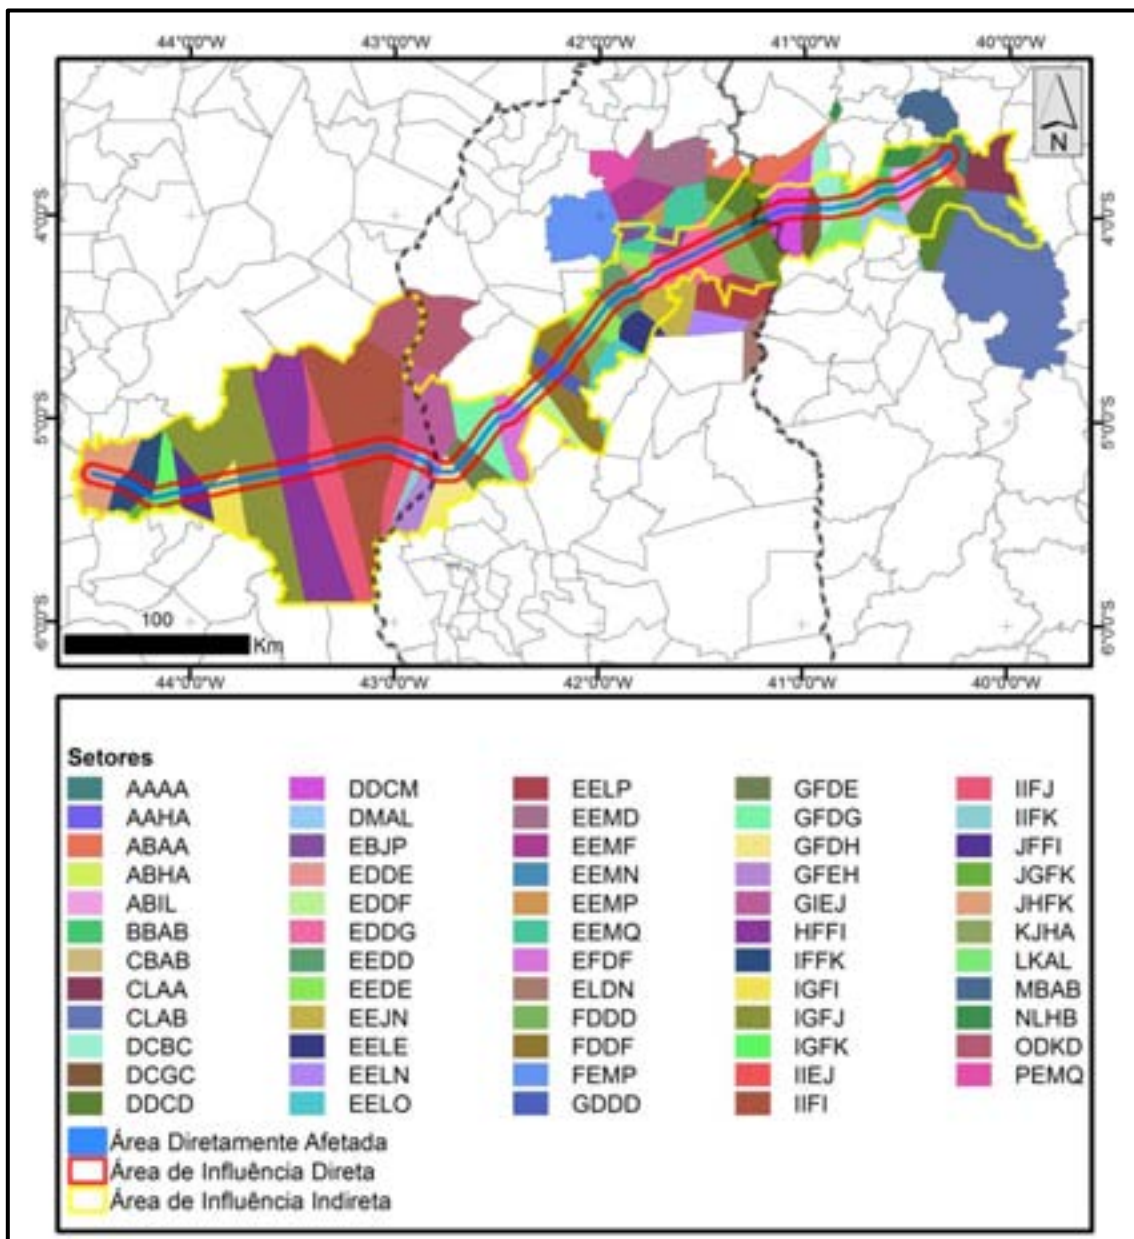 44°0'0"W 43°0'0"W 42°0'0"W 41°0'0"W 40°0'0"W
N
4°0'0"S 4°0'0"S
5°0'0"S 5°0'0"S
6°0'0"S 6°0'0"S
100
Km
44°0'0"W 43°0'0"W 42°0'0"W 41°0'0"W 40°0'0"W
Setores
AAAA DDCM EELP GFDE IIFJ
AAHA DMAL EEMD GFDG IIFK
ABAA EBJP EEMF GFDH JFFI
ABHA EDDE EEMN GFEH JGFK
ABIL EDDF EEMP GIEJ JHFK
BBAB EDDG EEMQ HFFI KJHA
CBAB EEDD EFDF IFFK LKAL
CLAA EEDE ELDN IGFI MBAB
CLAB EEJN FDDD IGFJ NLHB
DCBC EELE FDDF IGFK ODKD
DCGC EELN FEMP IIEJ PEMQ
DDCD EELO GDDD IIFI
Área Diretamente Afetada
Área de Influência Direta
Área de Influência Indireta